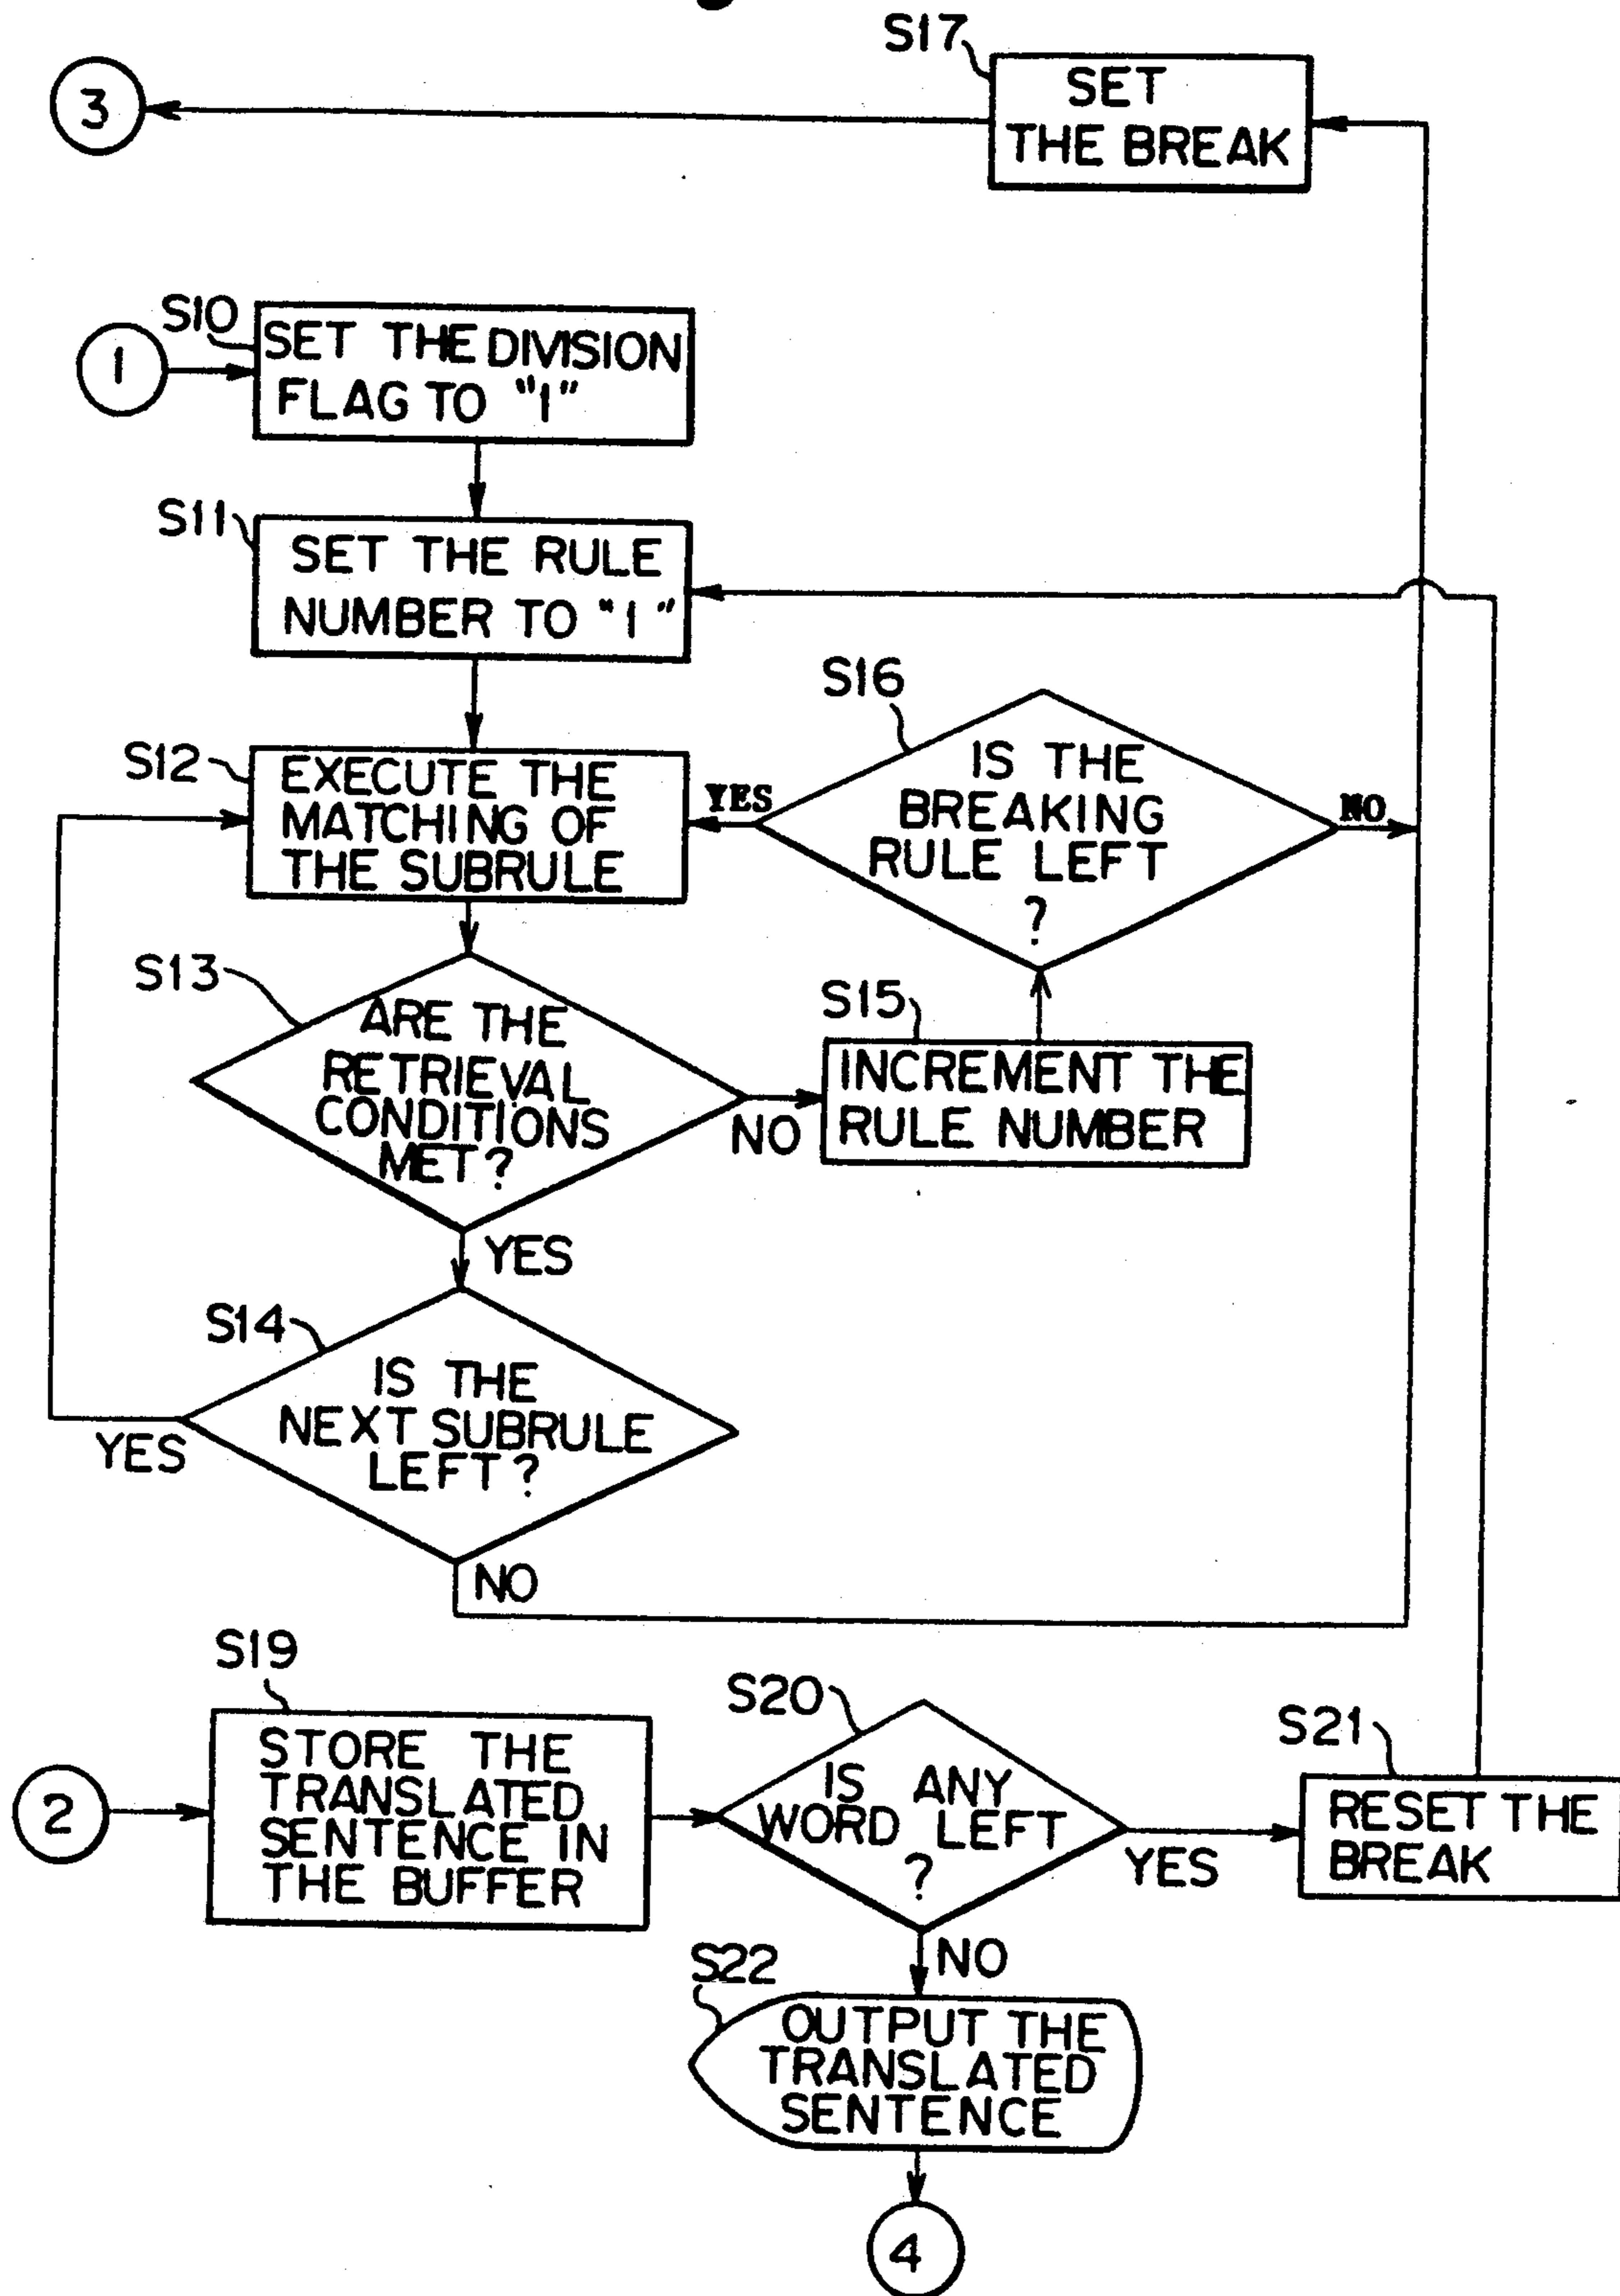 S17
SET
THE BREAK
3
S10
SET THE DIVISION
FLAG TO "1"
1
S11
SET THE RULE
NUMBER TO "1"
S16
IS THE
BREAKING
RULE LEFT
?
YES
NO
S12
EXECUTE THE
MATCHING OF
THE SUBRULE
S13
ARE THE
RETRIEVAL
CONDITIONS
MET?
NO
S15
INCREMENT THE
RULE NUMBER
YES
S14
IS THE
NEXT SUBRULE
LEFT?
YES
NO
S19
STORE THE
TRANSLATED
SENTENCE IN
THE BUFFER
2
S20
IS ANY
WORD LEFT
?
YES
S21
RESET THE
BREAK
NO
S22
OUTPUT THE
TRANSLATED
SENTENCE
4